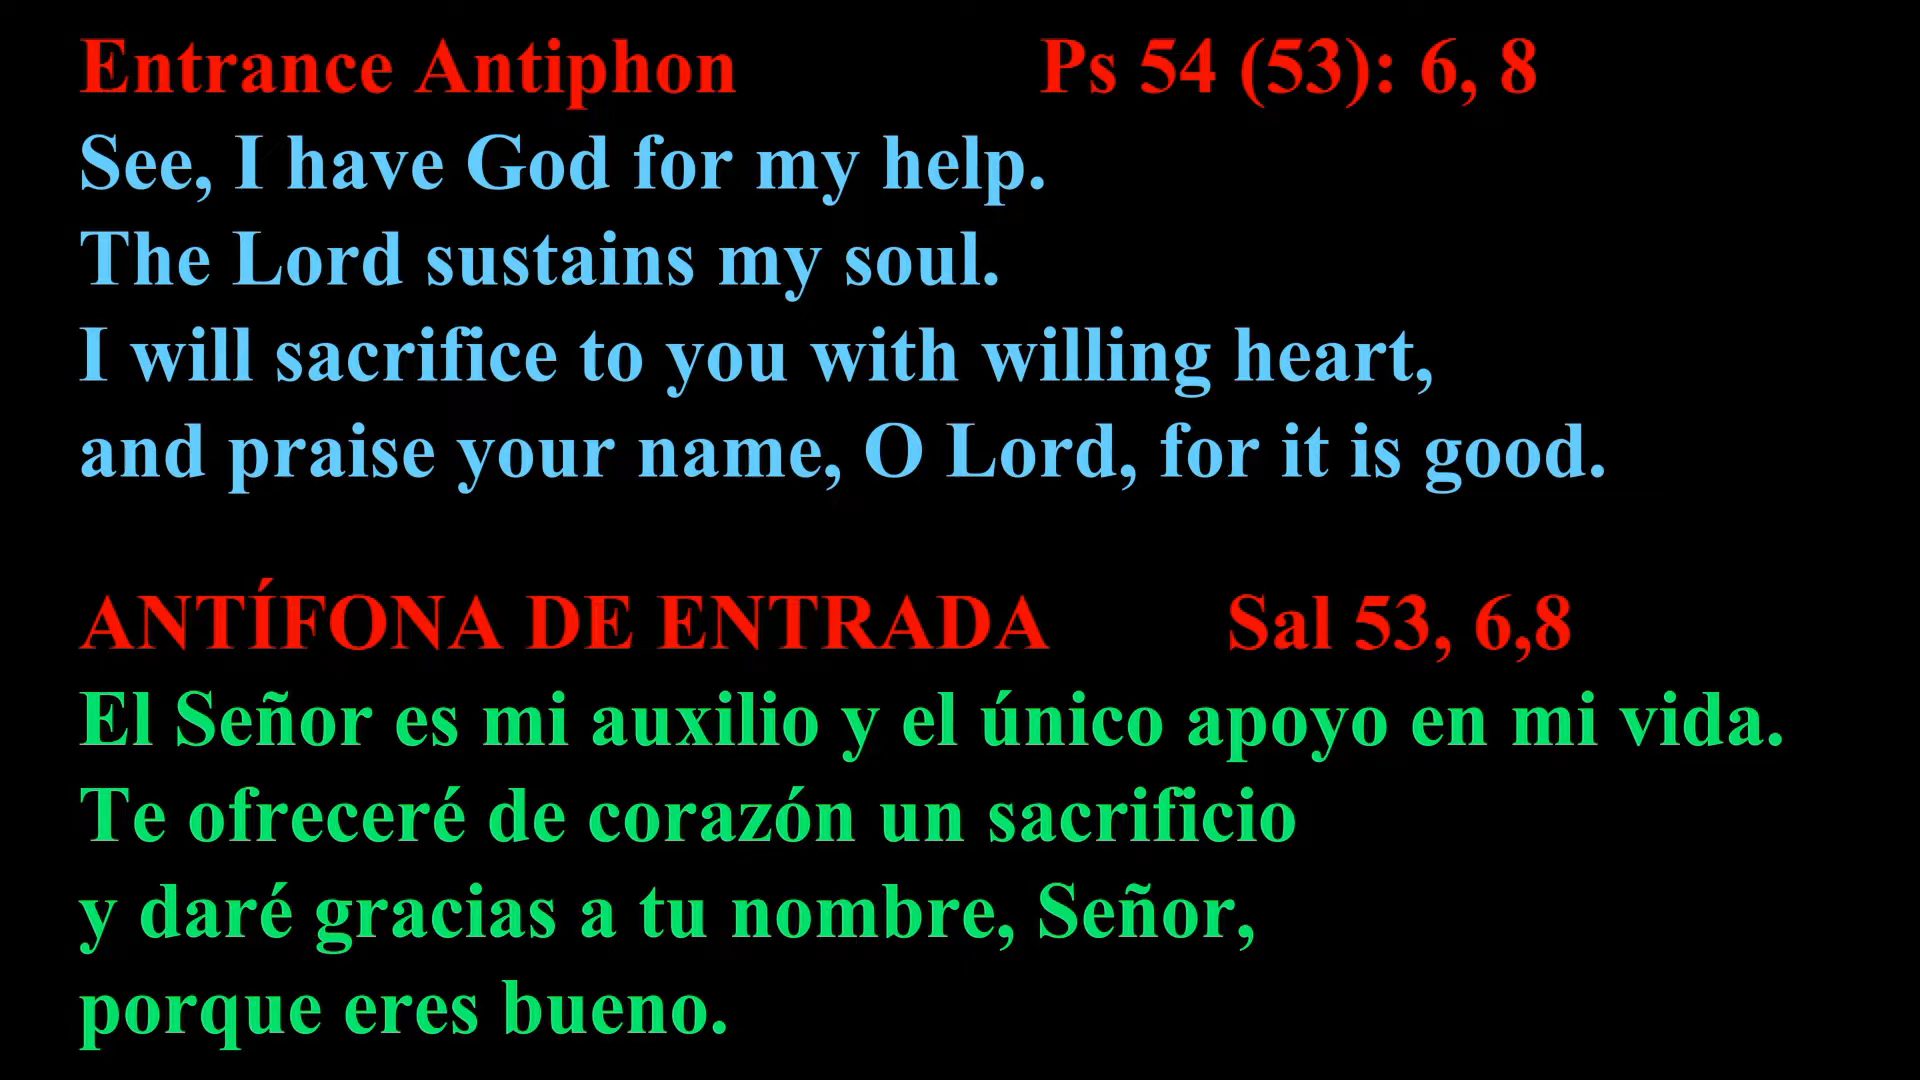 Entrance Antiphon Ps 54 (53): 6, 8
See, I have God for my help.
The Lord sustains my soul.
I will sacrifice to you with willing heart,
and praise your name, O Lord, for it is good.
ANTÍFONA DE ENTRADA Sal 53, 6,8
El Señor es mi auxilio y el único apoyo en mi vida.
Te ofreceré de corazón un sacrificio
y daré gracias a tu nombre, Señor,
porque eres bueno.